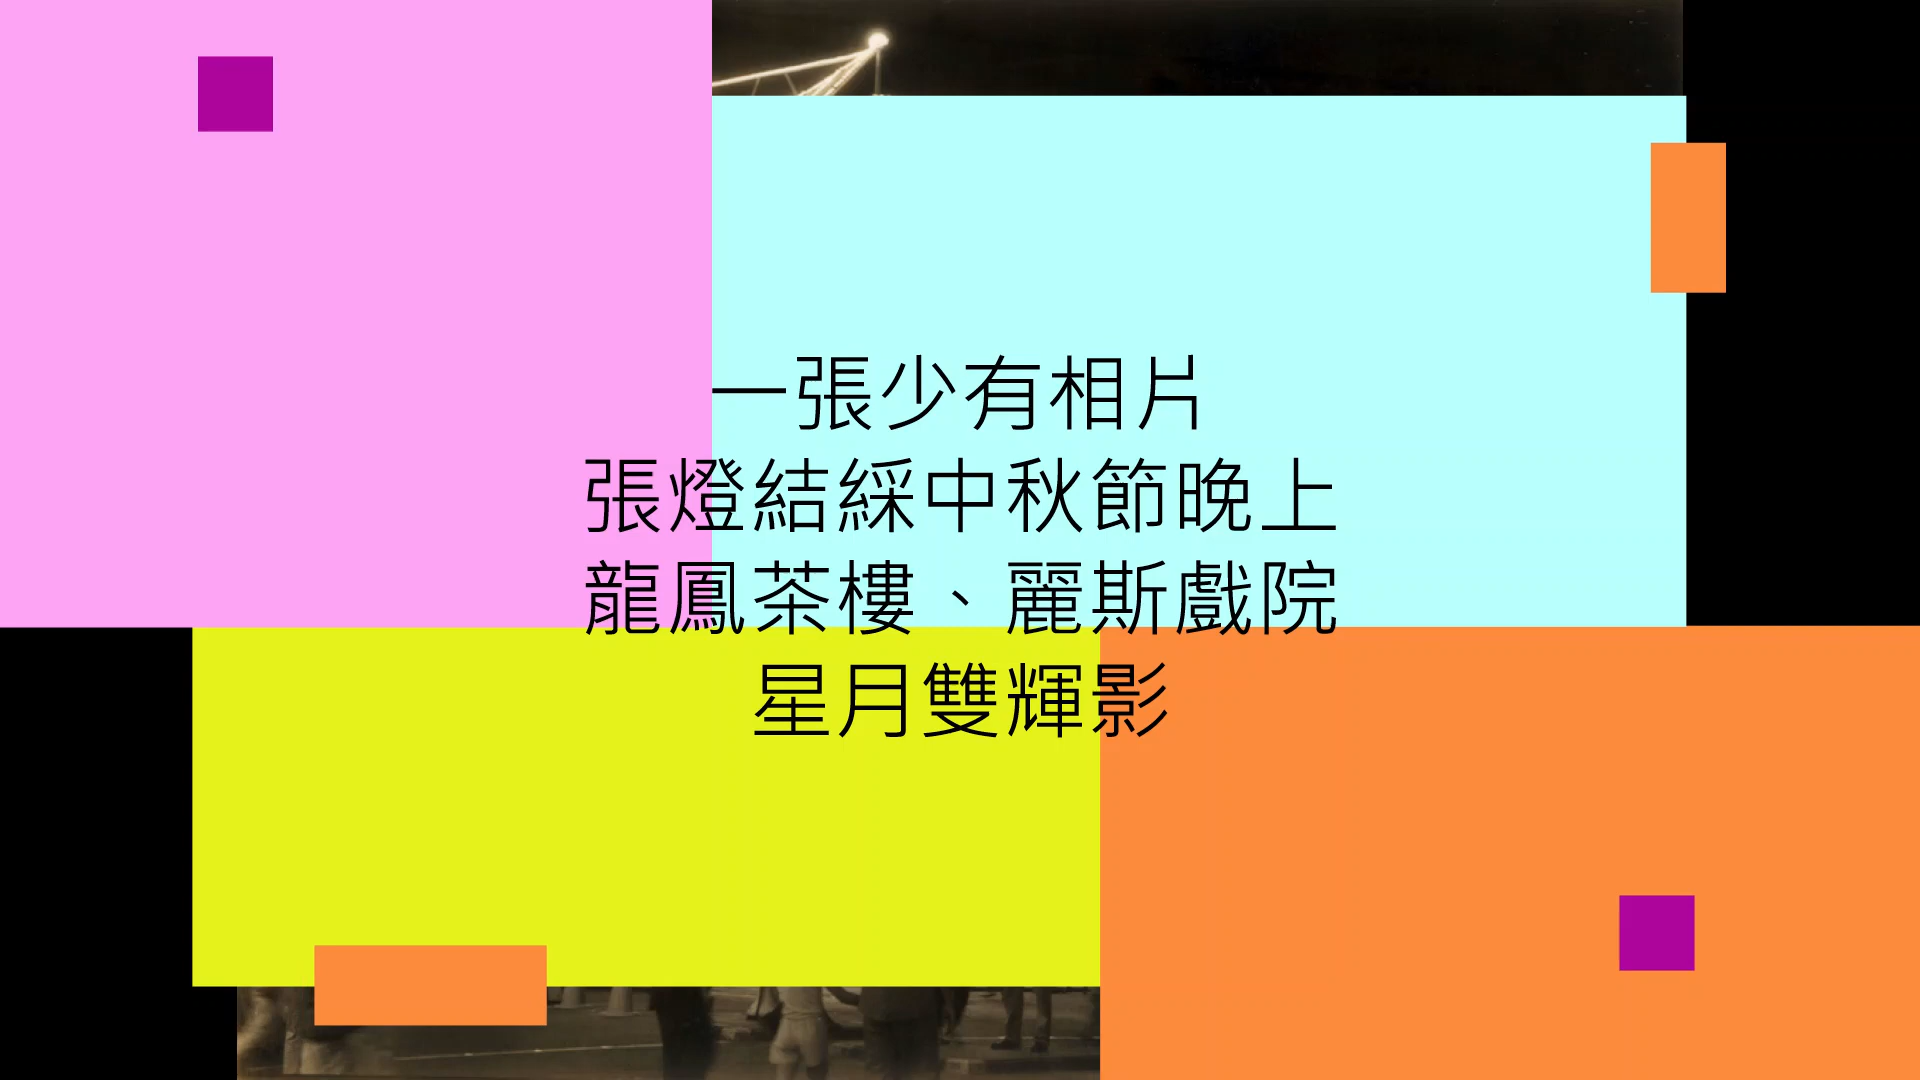 一張少有相片
張燈結綵中秋節晚上
龍鳳茶樓、麗斯戲院
星月雙輝影